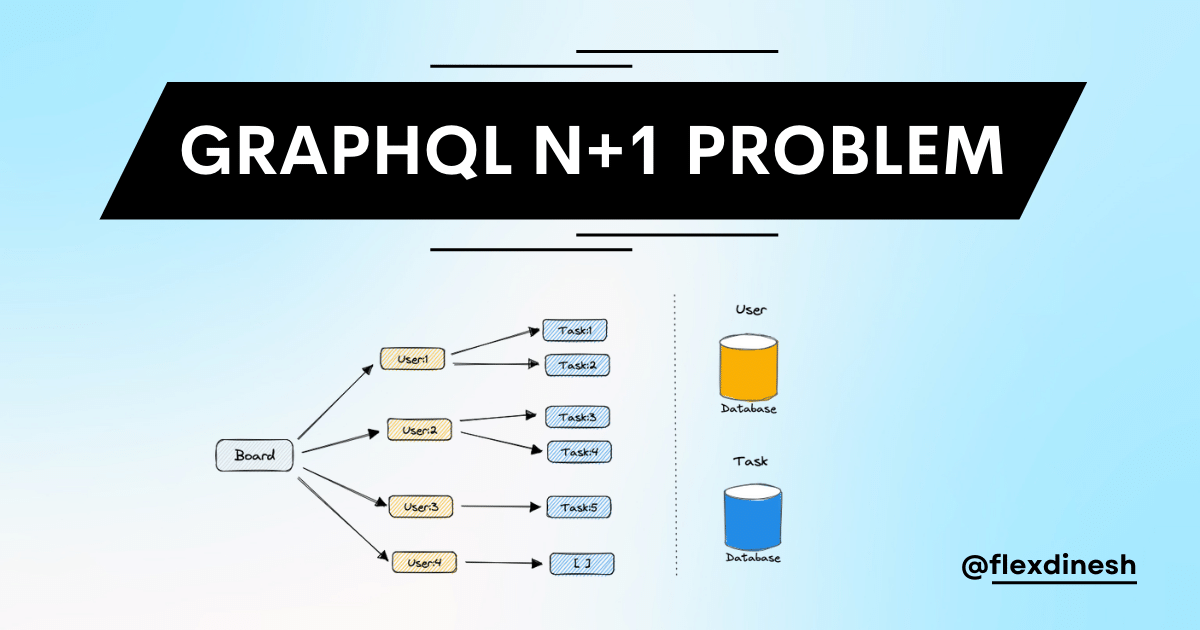 GRAPHQL N+1 PROBLEM
Board
User:1
User:2
User:3
User:4
Task:1
Task:2
Task:3
Task:4
Task:5
[ ]
User
Database
Task
Database
@flexdinesh